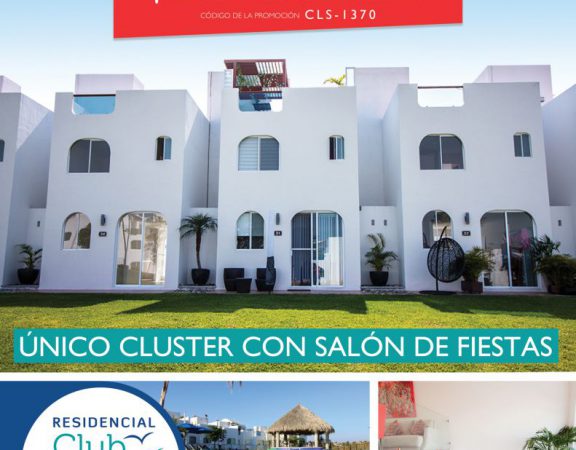 CÓDIGO DE LA PROMOCIÓN CLS-1370
ÚNICO CLUSTER CON SALÓN DE FIESTAS
RESIDENCIAL
Club